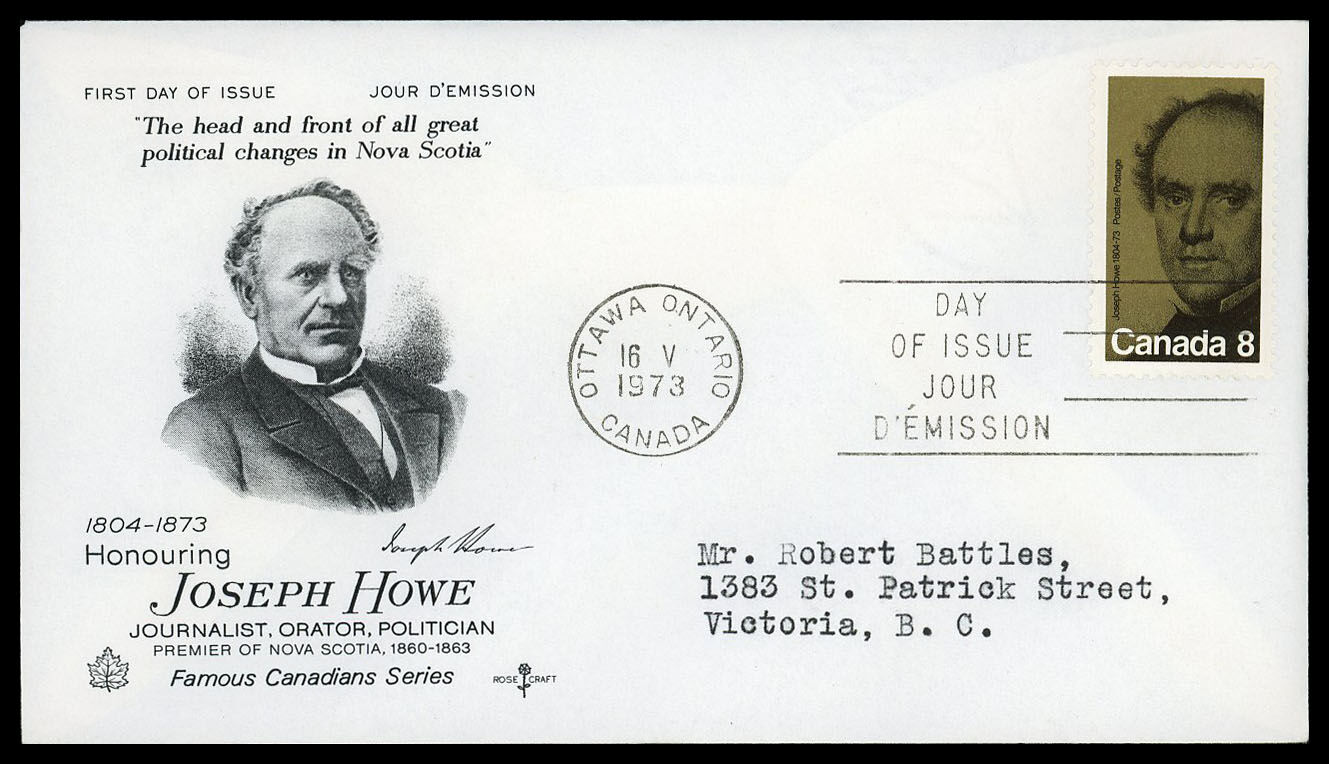 FIRST DAY OF ISSUE JOUR D'EMISSION
"The head and front of all great
political changes in Nova Scotia"
1804-1873
Honouring
Joseph Howe
JOSEPH HOWE
JOURNALIST, ORATOR, POLITICIAN
PREMIER OF NOVA SCOTIA, 1860-1863
Famous Canadians Series
ROSE CRAFT
OTTAWA ONTARIO
16 V
1973
CANADA
DAY
OF ISSUE
JOUR
D'ÉMISSION
Joseph Howe 1804-73 Postes/Postage
Canada 8
Mr. Robert Battles,
1383 St. Patrick Street,
Victoria, B. C.